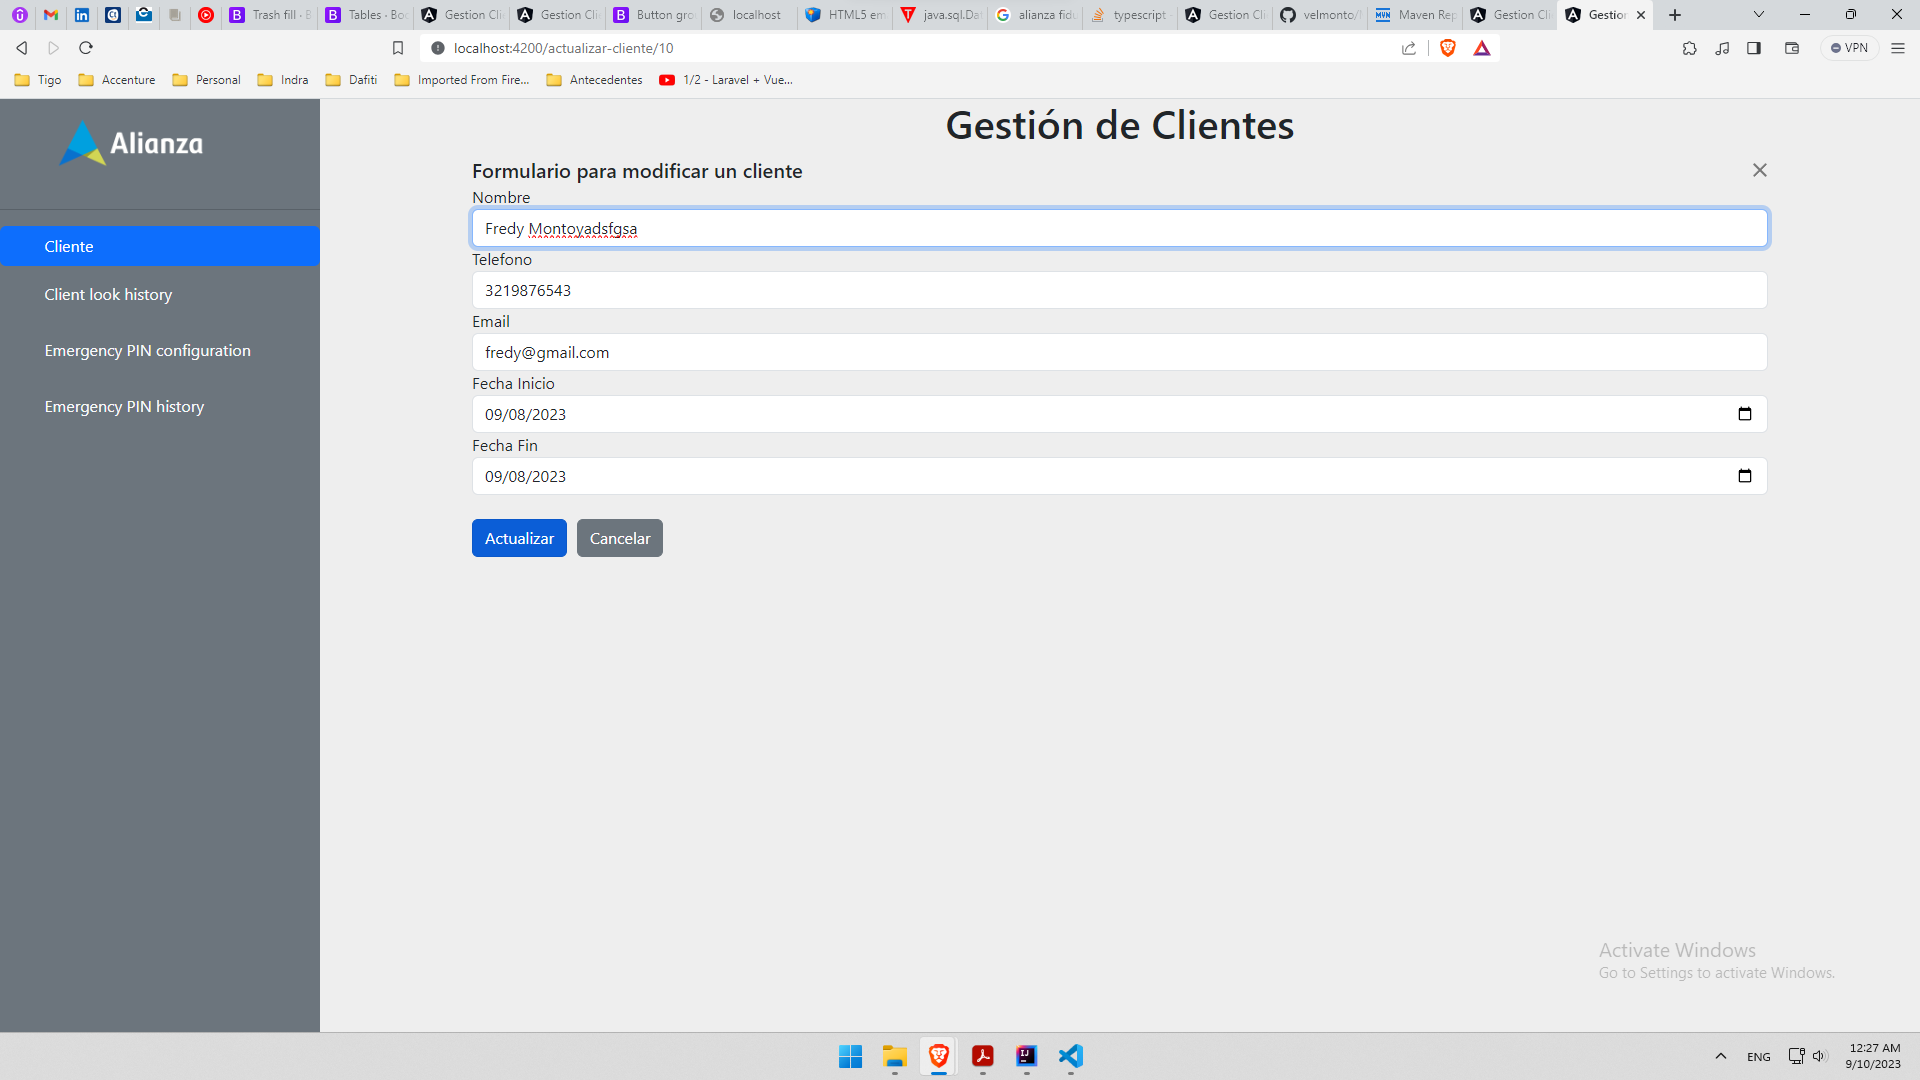 Trash fill - B
Tables · Boo
Gestion Cli
Gestion Cli
Button gro
localhost
HTML5 em
java.sql.Dat
alianza fidu
typescript -
Gestion Cli
velmonto/
Maven Rep
Gestion Cli
Gestion
localhost:4200/actualizar-cliente/10
VPN
Tigo
Accenture
Personal
Indra
Dafiti
Imported From Fire...
Antecedentes
1/2 - Laravel + Vue...
Alianza
Cliente
Client look history
Emergency PIN configuration
Emergency PIN history
Gestión de Clientes
Formulario para modificar un cliente
Nombre
Fredy Montoyadsfgsa
Telefono
3219876543
Email
fredy@gmail.com
Fecha Inicio
09/08/2023
Fecha Fin
09/08/2023
Actualizar
Cancelar
Activate Windows
Go to Settings to activate Windows.
ENG
12:27 AM
9/10/2023